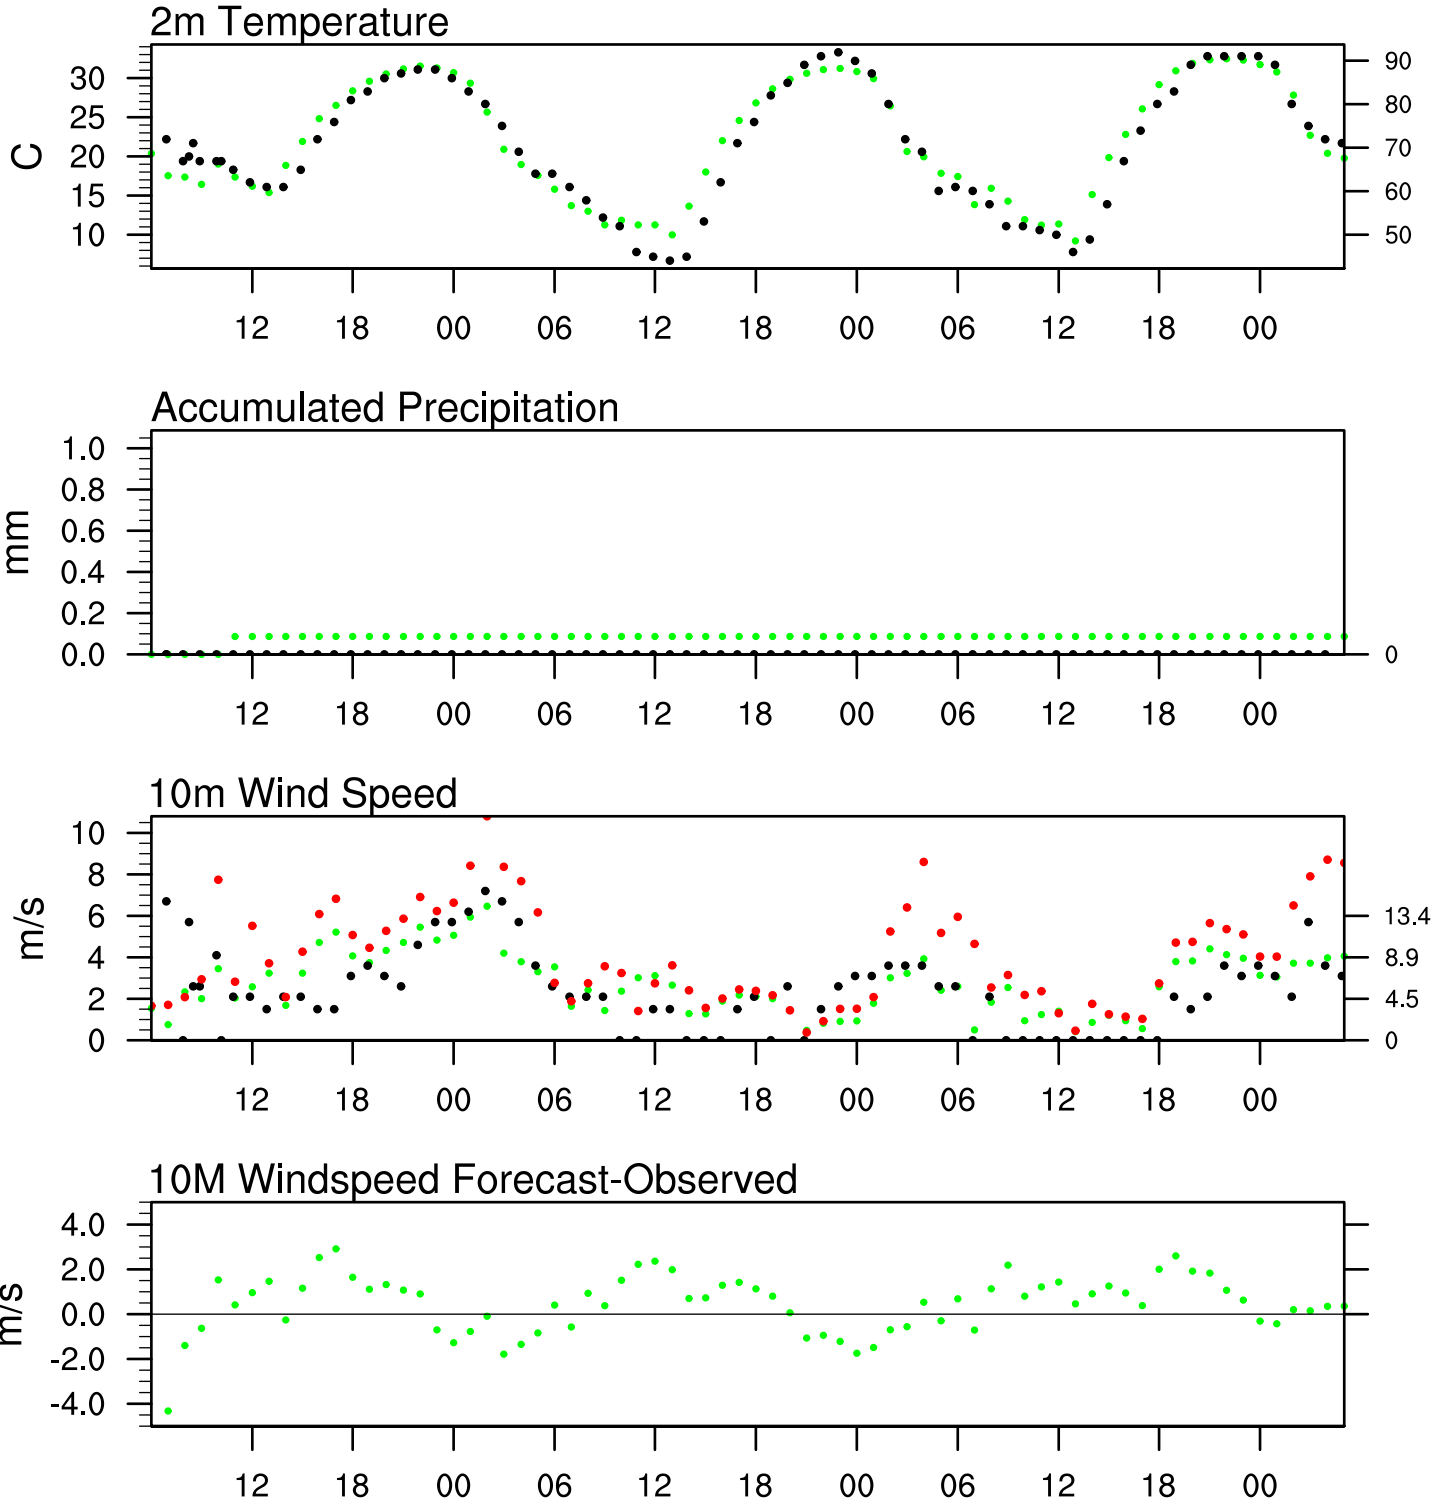 2m Temperature
C
30
25
20
15
10
90
80
70
60
50
12 18 00 06 12 18 00 06 12 18 00
Accumulated Precipitation
mm
1.0
0.8
0.6
0.4
0.2
0.0
0
12 18 00 06 12 18 00 06 12 18 00
10m Wind Speed
m/s
10
8
6
4
2
0
13.4
8.9
4.5
0
12 18 00 06 12 18 00 06 12 18 00
10M Windspeed Forecast-Observed
m/s
4.0
2.0
0.0
-2.0
-4.0
12 18 00 06 12 18 00 06 12 18 00